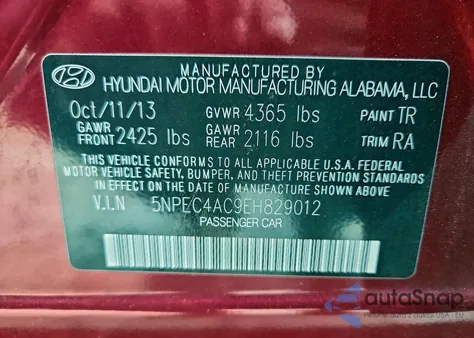 MANUFACTURED BY
HYUNDAI MOTOR MANUFACTURING ALABAMA, LLC
Oct/11/13 GVWR 4365 lbs PAINT TR
GAWR FRONT 2425 lbs GAWR 2116 lbs TRIM RA
THIS VEHICLE CONFORMS TO ALL APPLICABLE U.S.A. FEDERAL
MOTOR VEHICLE SAFETY, BUMPER, AND THEFT PREVENTION STANDARDS
IN EFFECT ON THE DATE OF MANUFACTURE SHOWN ABOVE.
V.I.N 5NPEC4AC9EH829012
PASSENGER CAR
autoSnap